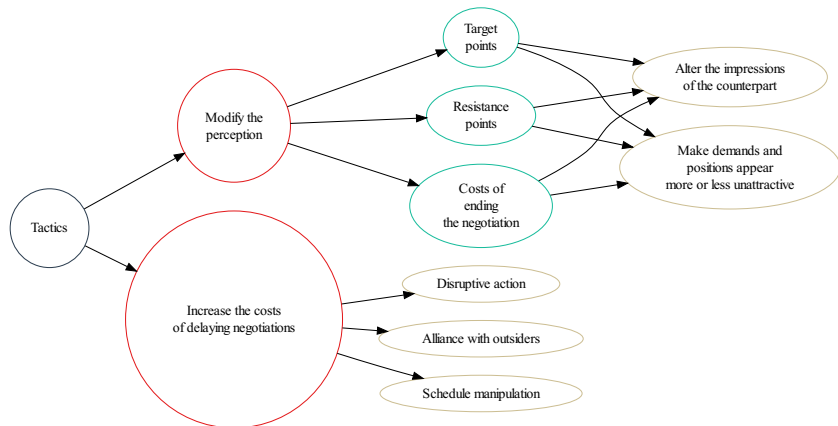 Tactics
Modify the
perception
Increase the costs
of delaying negotiations
Target
points
Resistance
points
Costs of
ending
the negotiation
Disruptive action
Alliance with outsiders
Schedule manipulation
Alter the impressions
of the counterpart
Make demands and
positions appear
more or less unattractive